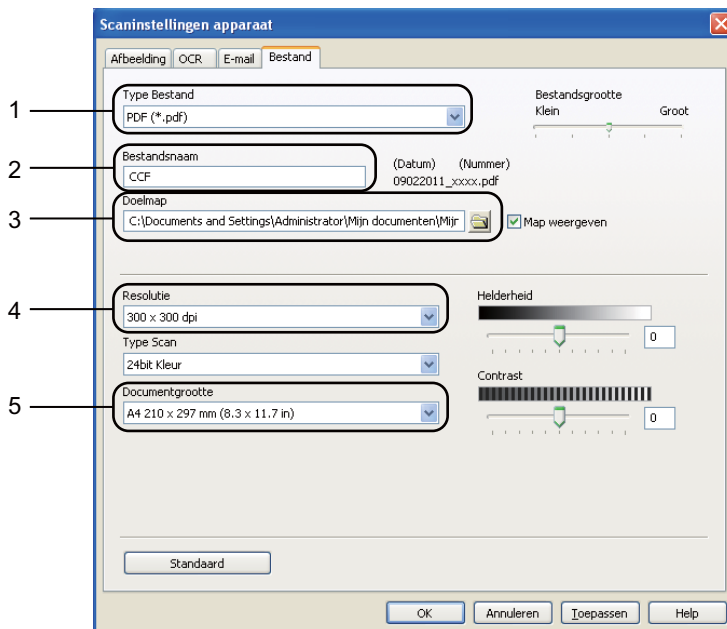 Scaninstellingen apparaat
Afbeelding OCR E-mail Bestand
1
Type Bestand
PDF (*.pdf)
Bestandsgrootte
Klein Groot
2
Bestandsnaam
CCF
(Datum) (Nummer)
09022011_xxxx.pdf
3
Doelmap
C:\Documents and Settings\Administrator\Mijn documenten\Mijr
Map weergeven
4
Resolutie
300 x 300 dpi
Helderheid
0
Type Scan
24bit Kleur
Contrast
0
5
Documentgrootte
A4 210 x 297 mm (8.3 x 11.7 in)
Standaard
OK Annuleren Toepassen Help